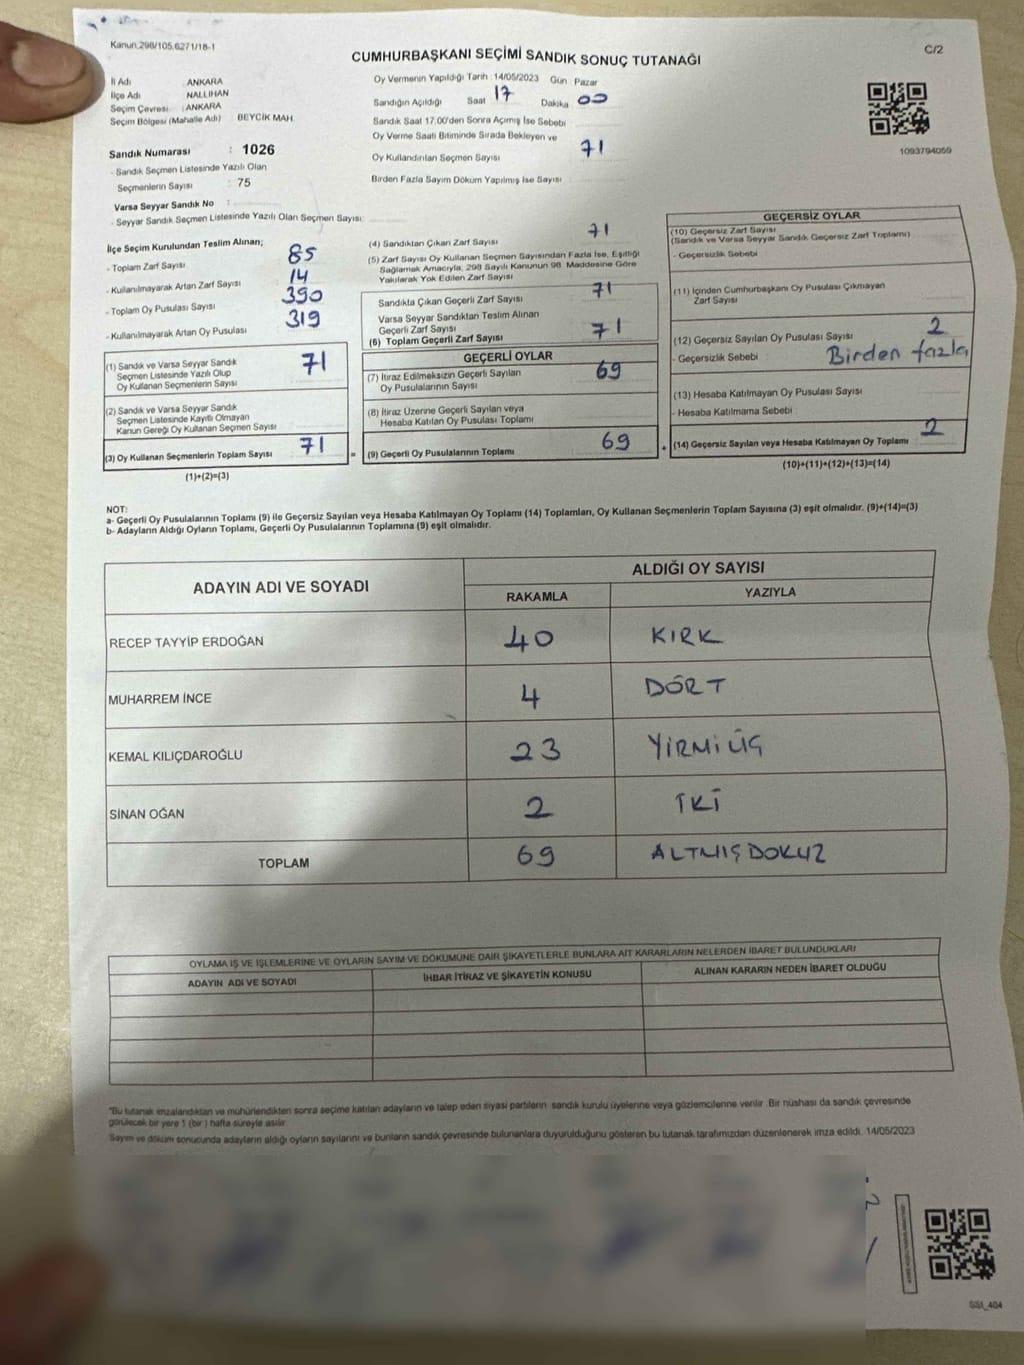 Kanun.298/105.6271/18-1
C/2
CUMHURBAŞKANI SEÇİMİ SANDIK SONUÇ TUTANAĞI
İl Adı ANKARA
İlçe Adı NALLIHAN
Seçim Çevresi : ANKARA
Seçim Bölgesi (Mahalle Adı) BEYCİK MAH.
Sandık Numarası : 1026
- Sandık Seçmen Listesinde Yazılı Olan
Seçmenlerin Sayısı : 75
Varsa Seyyar Sandık No :
- Seyyar Sandık Seçmen Listesinde Yazılı Olan Seçmen Sayısı:
Oy Vermenin Yapıldığı Tarih :14/05/2023 Gün : Pazar
Sandığın Açıldığı Saat 17 Dakika 00
Sandık Saat 17.00'den Sonra Açılmış İse Sebebi
Oy Verme Saati Bitiminde Sırada Bekleyen ve
Oy Kullandırılan Seçmen Sayısı 71
Birden Fazla Sayım Döküm Yapılmış İse Sayısı
1093794059
İlçe Seçim Kurulundan Teslim Alınan;
- Toplam Zarf Sayısı 85
- Kullanılmayarak Artan Zarf Sayısı 14
- Toplam Oy Pusulası Sayısı 390
- Kullanılmayarak Artan Oy Pusulası 319
(1) Sandık ve Varsa Seyyar Sandık
Seçmen Listesinde Yazılı Olup
Oy Kullanan Seçmenlerin Sayısı 71
(2) Sandık ve Varsa Seyyar Sandık
Seçmen Listesinde Kayıtlı Olmayan
Kanun Gereği Oy Kullanan Seçmen Sayısı
(3) Oy Kullanan Seçmenlerin Toplam Sayısı 71 =
(1)+(2)=(3)
(4) Sandıktan Çıkan Zarf Sayısı 71
(5) Zarf Sayısı Oy Kullanan Seçmen Sayısından Fazla İse, Eşitliği
Sağlamak Amacıyla, 298 Sayılı Kanunun 98. Maddesine Göre
Yakılarak Yok Edilen Zarf Sayısı
Sandıkta Çıkan Geçerli Zarf Sayısı 71
Varsa Seyyar Sandıktan Teslim Alınan
Geçerli Zarf Sayısı
(6) Toplam Geçerli Zarf Sayısı 71
GEÇERLİ OYLAR
(7) İtiraz Edilmeksizin Geçerli Sayılan
Oy Pusulalarının Sayısı 69
(8) İtiraz Üzerine Geçerli Sayılan veya
Hesaba Katılan Oy Pusulası Toplamı
(9) Geçerli Oy Pusulalarının Toplamı 69 +
GEÇERSİZ OYLAR
(10) Geçersiz Zarf Sayısı
(Sandık ve Varsa Seyyar Sandık Geçersiz Zarf Toplamı)
- Geçersizlik Sebebi
(11) İçinden Cumhurbaşkanı Oy Pusulası Çıkmayan
Zarf Sayısı
(12) Geçersiz Sayılan Oy Pusulası Sayısı 2
- Geçersizlik Sebebi Birden fazla
(13) Hesaba Katılmayan Oy Pusulası Sayısı
- Hesaba Katılmama Sebebi
(14) Geçersiz Sayılan veya Hesaba Katılmayan Oy Toplamı 2
(10)+(11)+(12)+(13)=(14)
NOT:
a- Geçerli Oy Pusulalarının Toplamı (9) ile Geçersiz Sayılan veya Hesaba Katılmayan Oy Toplamı (14) Toplamları, Oy Kullanan Seçmenlerin Toplam Sayısına (3) eşit olmalıdır. (9)+(14)=(3)
b- Adayların Aldığı Oyların Toplamı, Geçerli Oy Pusulalarının Toplamına (9) eşit olmalıdır.
ADAYIN ADI VE SOYADI ALDIĞI OY SAYISI
RAKAMLA YAZIYLA
RECEP TAYYİP ERDOĞAN 40 KIRK
MUHARREM İNCE 4 DÖRT
KEMAL KILIÇDAROĞLU 23 YİRMİ ÜÇ
SİNAN OĞAN 2 İKİ
TOPLAM 69 ALTMIŞDOKUZ
OYLAMA İŞ VE İŞLEMLERİNE VE OYLARIN SAYIM VE DÖKÜMÜNE DAİR ŞİKAYETLERLE BUNLARA AİT KARARLARIN NELERDEN İBARET BULUNDUKLARI
ADAYIN ADI VE SOYADI İHBAR İTİRAZ VE ŞİKAYETİN KONUSU ALINAN KARARIN NEDEN İBARET OLDUĞU
*Bu tutanak imzalandıktan ve mühürlendikten sonra seçime katılan adayların ve talep eden siyasi partilerin sandık kurulu üyelerine veya gözlemcilerine verilir. Bir nüshası da sandık çevresinde
görülecek bir yere 1 (bir) hafta süreyle asılır.
Sayım ve döküm sonucunda adayların aldığı oyların sayılarını ve bunların sandık çevresinde bulunanlara duyurulduğunu gösteren bu tutanak tarafımızdan düzenlenerek imza edildi. 14/05/2023
SSI_404